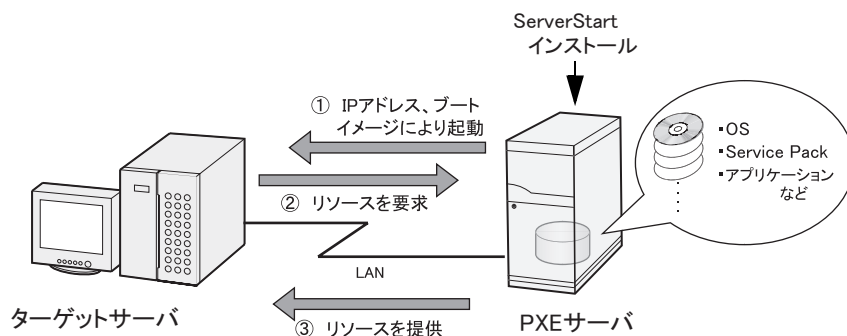 ServerStart
インストール
① IPアドレス、ブート
イメージにより起動
▪OS
▪Service Pack
▪アプリケーション
など
② リソースを要求
LAN
③ リソースを提供
ターゲットサーバ
PXEサーバ